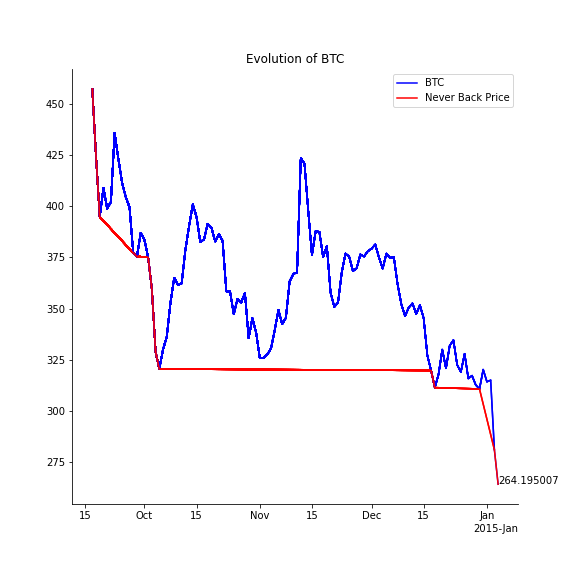 Evolution of BTC
BTC
Never Back Price
450
425
400
375
350
325
300
275
264.195007
15
Oct
15
Nov
15
Dec
15
Jan
2015-Jan